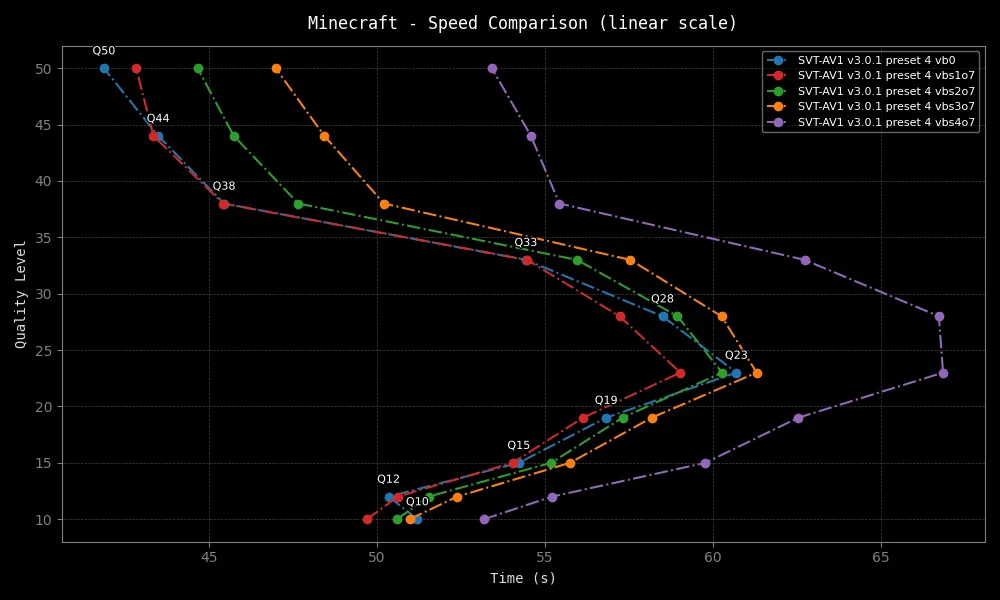 Minecraft - Speed Comparison (linear scale)
SVT-AV1 v3.0.1 preset 4 vb0
SVT-AV1 v3.0.1 preset 4 vbs1o7
SVT-AV1 v3.0.1 preset 4 vbs2o7
SVT-AV1 v3.0.1 preset 4 vbs3o7
SVT-AV1 v3.0.1 preset 4 vbs4o7
Quality Level
50
45
40
35
30
25
20
15
10
Q50
Q44
Q38
Q33
Q28
Q23
Q19
Q15
Q12
Q10
45
50
55
60
65
Time (s)